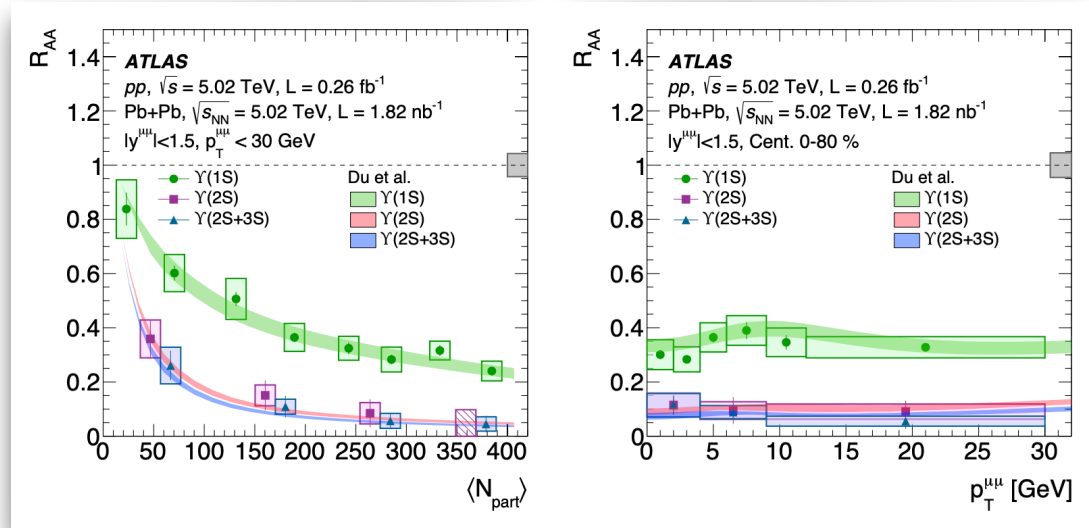 R_AA
1.4
1.2
1
0.8
0.6
0.4
0.2
0
ATLAS
pp, √s = 5.02 TeV, L = 0.26 fb⁻¹
Pb+Pb, √s_NN = 5.02 TeV, L = 1.82 nb⁻¹
|y^μμ|<1.5, p_T^μμ < 30 GeV
ϒ(1S)
ϒ(2S)
ϒ(2S+3S)
Du et al.
ϒ(1S)
ϒ(2S)
ϒ(2S+3S)
0 50 100 150 200 250 300 350 400
⟨N_part⟩
R_AA
1.4
1.2
1
0.8
0.6
0.4
0.2
0
ATLAS
pp, √s = 5.02 TeV, L = 0.26 fb⁻¹
Pb+Pb, √s_NN = 5.02 TeV, L = 1.82 nb⁻¹
|y^μμ|<1.5, Cent. 0-80 %
ϒ(1S)
ϒ(2S)
ϒ(2S+3S)
Du et al.
ϒ(1S)
ϒ(2S)
ϒ(2S+3S)
0 5 10 15 20 25 30
p_T^μμ [GeV]